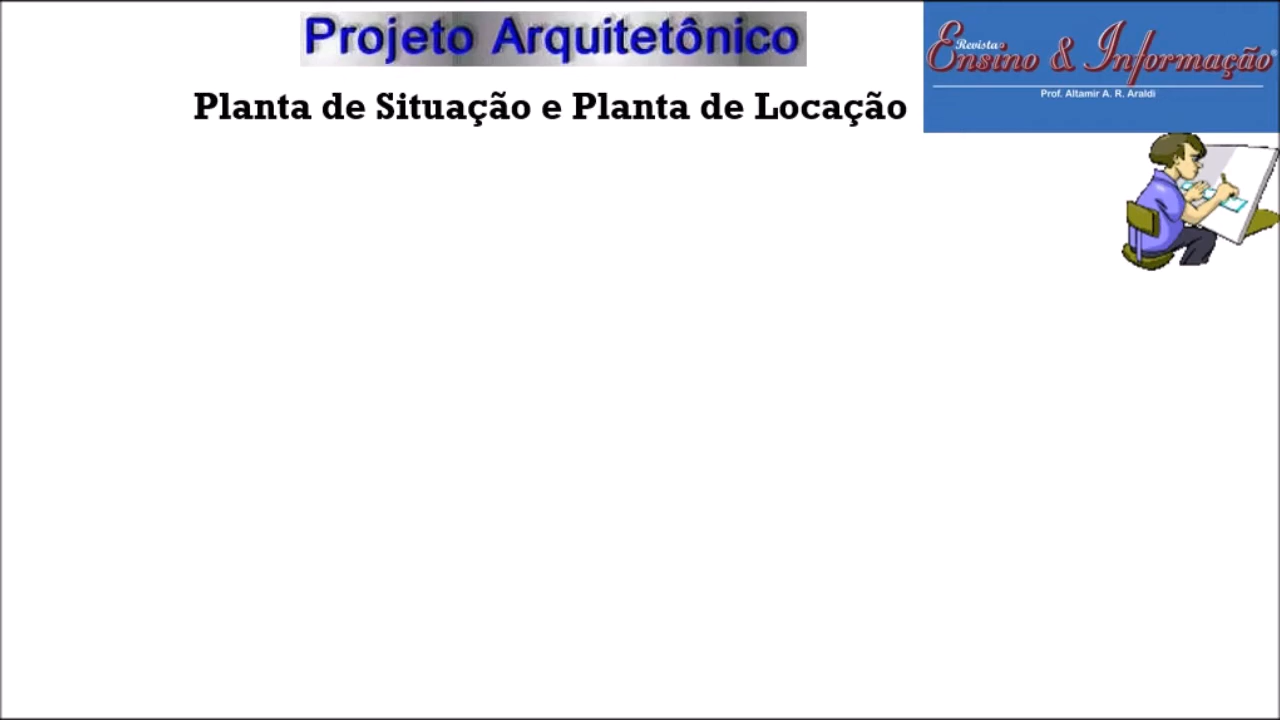 Projeto Arquitetônico
Planta de Situação e Planta de Locação
Revista
Ensino & Informação®
Prof. Altamir A. R. Araldi